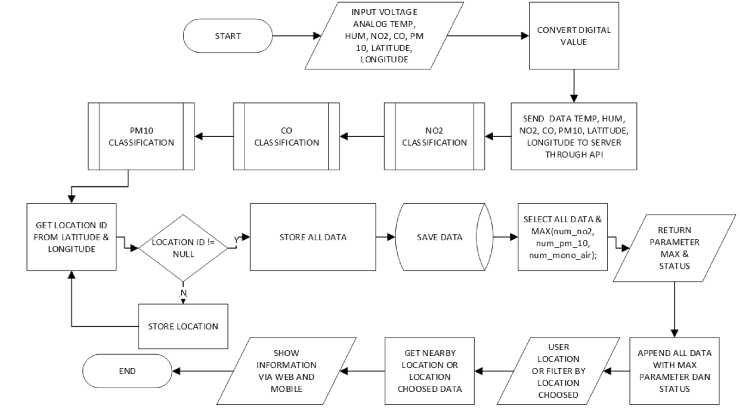 START
INPUT VOLTAGE
ANALOG TEMP,
HUM, NO2, CO, PM
10, LATITUDE,
LONGITUDE
CONVERT DIGITAL
VALUE
PM10
CLASSIFICATION
CO
CLASSIFICATION
NO2
CLASSIFICATION
SEND DATA TEMP, HUM,
NO2, CO, PM10, LATITUDE,
LONGITUDE TO SERVER
THROUGH API
GET LOCATION ID
FROM LATITUDE &
LONGITUDE
LOCATION ID !=
NULL
Y
N
STORE ALL DATA
SAVE DATA
SELECT ALL DATA &
MAX(num_no2,
num_pm_10,
num_mono_air);
RETURN
PARAMETER
MAX &
STATUS
STORE LOCATION
END
SHOW
INFORMATION
VIA WEB AND
MOBILE
GET NEARBY
LOCATION OR
LOCATION
CHOOSED DATA
USER
LOCATION
OR FILTER BY
LOCATION
CHOOSED
APPEND ALL DATA
WITH MAX
PARAMETER DAN
STATUS